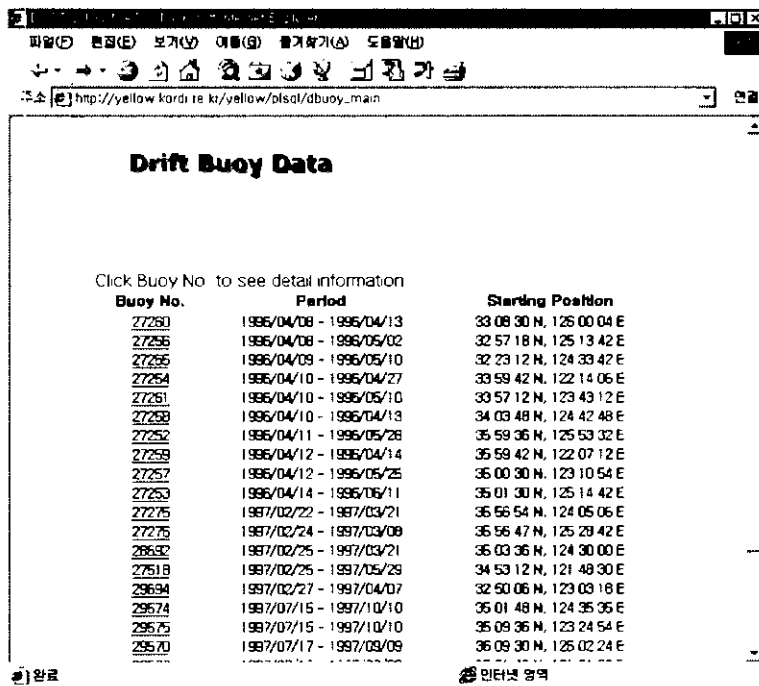 파일(F) 편집(E) 보기(V) 이동(G) 즐겨찾기(A) 도움말(H)
주소 http://yellow.kordi.re.kr/yellow/plsql/dbuoy_main 연결
Drift Buoy Data
Click Buoy No. to see detail information
Buoy No. Period Starting Position
27260 1996/04/08 - 1996/04/13 33 08 30 N, 126 00 04 E
27256 1996/04/08 - 1996/05/02 32 57 18 N, 125 13 42 E
27255 1996/04/09 - 1996/05/10 32 23 12 N, 124 33 42 E
27254 1996/04/10 - 1996/04/27 33 59 42 N, 122 14 06 E
27251 1996/04/10 - 1996/05/10 33 57 12 N, 123 43 12 E
27258 1996/04/10 - 1996/04/13 34 03 48 N, 124 42 48 E
27252 1996/04/11 - 1996/05/28 35 59 36 N, 125 53 32 E
27259 1996/04/12 - 1996/04/14 35 59 42 N, 122 07 12 E
27257 1996/04/12 - 1996/05/25 36 00 30 N, 123 10 54 E
27253 1996/04/14 - 1996/06/11 35 01 30 N, 125 14 42 E
27275 1997/02/22 - 1997/03/21 36 56 54 N, 124 05 06 E
27276 1997/02/24 - 1997/03/08 36 56 47 N, 125 28 42 E
28692 1997/02/25 - 1997/03/21 36 03 36 N, 124 30 00 E
27518 1997/02/25 - 1997/05/29 34 53 12 N, 121 48 30 E
29694 1997/02/27 - 1997/04/07 32 50 06 N, 123 03 18 E
29574 1997/07/15 - 1997/10/10 35 01 48 N, 124 35 35 E
29575 1997/07/15 - 1997/10/10 35 09 36 N, 123 24 54 E
29570 1997/07/17 - 1997/09/09 36 09 30 N, 126 02 24 E
완료 인터넷 영역